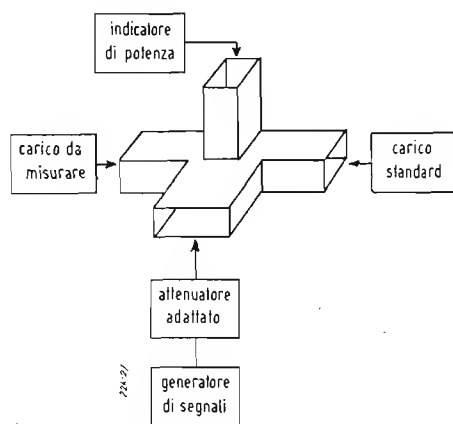 indicatore
di potenza
carico da
misurare
carico
standard
attenuatore
adattato
generatore
di segnali